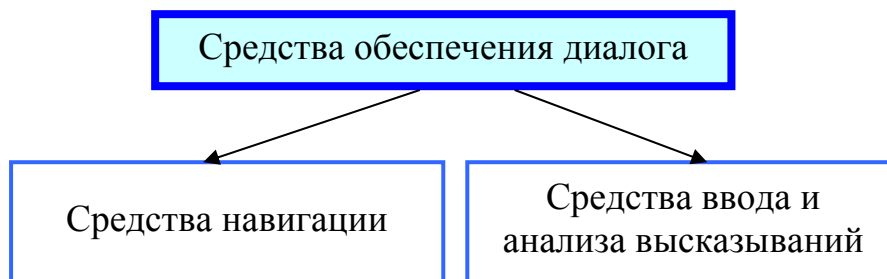 Средства обеспечения диалога
Средства навигации
Средства ввода и
анализа высказываний